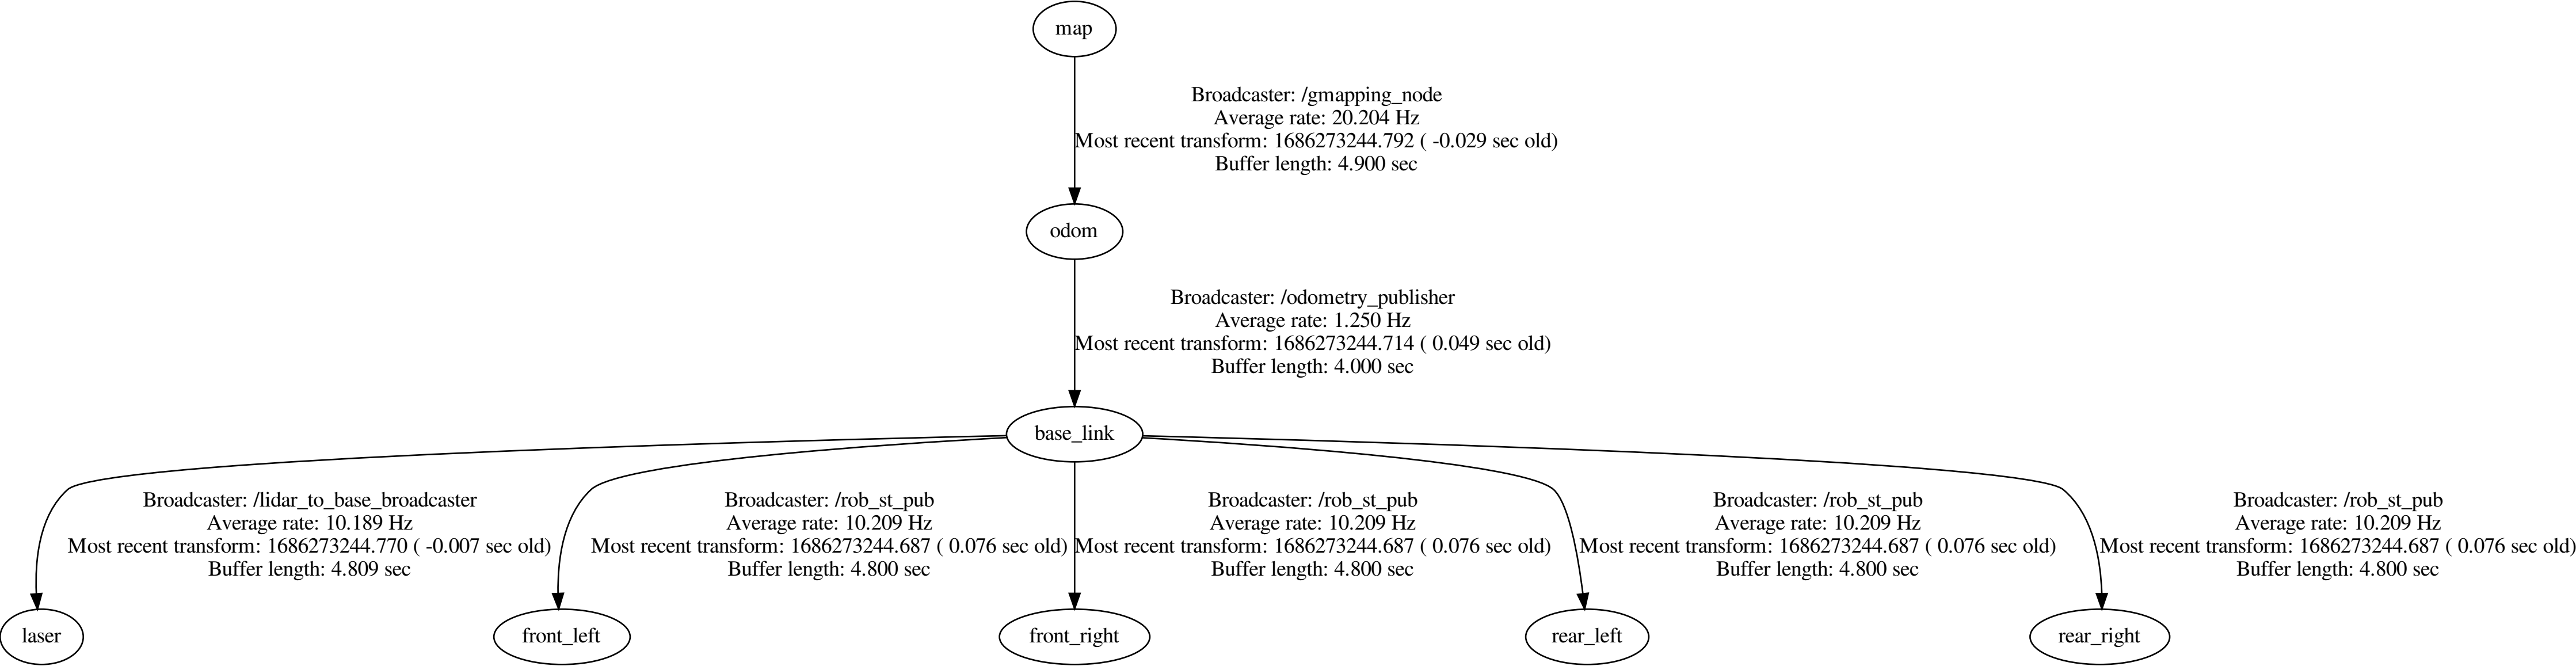 map
Broadcaster: /gmapping_node
Average rate: 20.204 Hz
Most recent transform: 1686273244.792 ( -0.029 sec old)
Buffer length: 4.900 sec
odom
Broadcaster: /odometry_publisher
Average rate: 1.250 Hz
Most recent transform: 1686273244.714 ( 0.049 sec old)
Buffer length: 4.000 sec
base_link
Broadcaster: /lidar_to_base_broadcaster
Average rate: 10.189 Hz
Most recent transform: 1686273244.770 ( -0.007 sec old)
Buffer length: 4.809 sec
Broadcaster: /rob_st_pub
Average rate: 10.209 Hz
Most recent transform: 1686273244.687 ( 0.076 sec old)
Buffer length: 4.800 sec
Broadcaster: /rob_st_pub
Average rate: 10.209 Hz
Most recent transform: 1686273244.687 ( 0.076 sec old)
Buffer length: 4.800 sec
Broadcaster: /rob_st_pub
Average rate: 10.209 Hz
Most recent transform: 1686273244.687 ( 0.076 sec old)
Buffer length: 4.800 sec
Broadcaster: /rob_st_pub
Average rate: 10.209 Hz
Most recent transform: 1686273244.687 ( 0.076 sec old)
Buffer length: 4.800 sec
laser
front_left
front_right
rear_left
rear_right